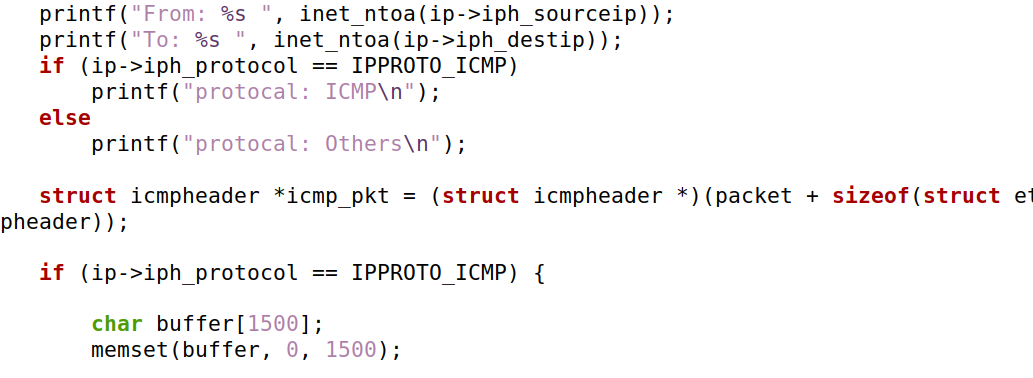 printf("From: %s ", inet_ntoa(ip->iph_sourceip));
printf("To: %s ", inet_ntoa(ip->iph_destip));
if (ip->iph_protocol == IPPROTO_ICMP)
printf("protocal: ICMP\n");
else
printf("protocal: Others\n");
struct icmpheader *icmp_pkt = (struct icmpheader *)(packet + sizeof(struct et
pheader));
if (ip->iph_protocol == IPPROTO_ICMP) {
char buffer[1500];
memset(buffer, 0, 1500);